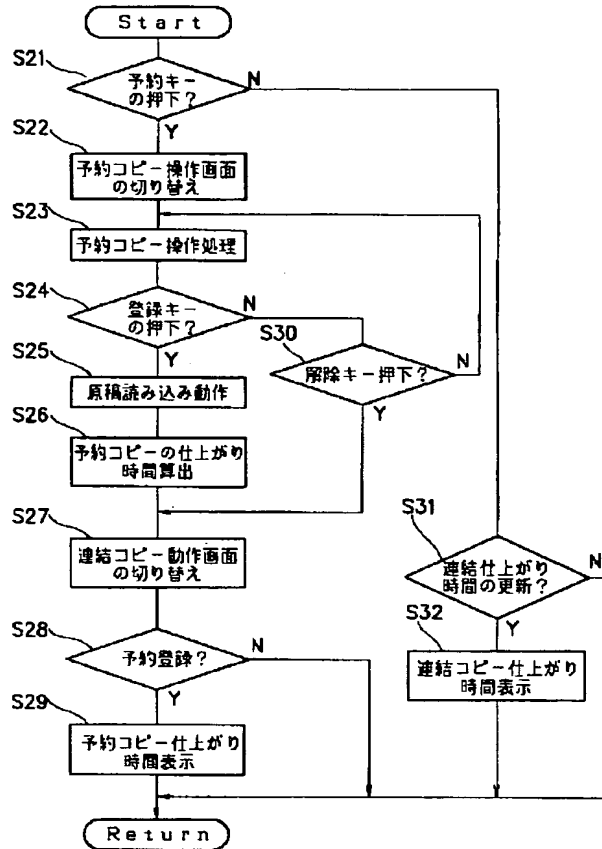 Start
S21
予約キー
の押下?
N
Y
S22
予約コピー操作画面
の切り替え
S23
予約コピー操作処理
S24
登録キー
の押下?
N
Y
S30
解除キー押下?
N
Y
S25
原稿読み込み動作
S26
予約コピーの仕上がり
時間算出
S27
連結コピー動作画面
の切り替え
S31
連結仕上がり
時間の更新?
N
Y
S28
予約登録?
N
Y
S32
連結コピー仕上がり
時間表示
S29
予約コピー仕上がり
時間表示
Return